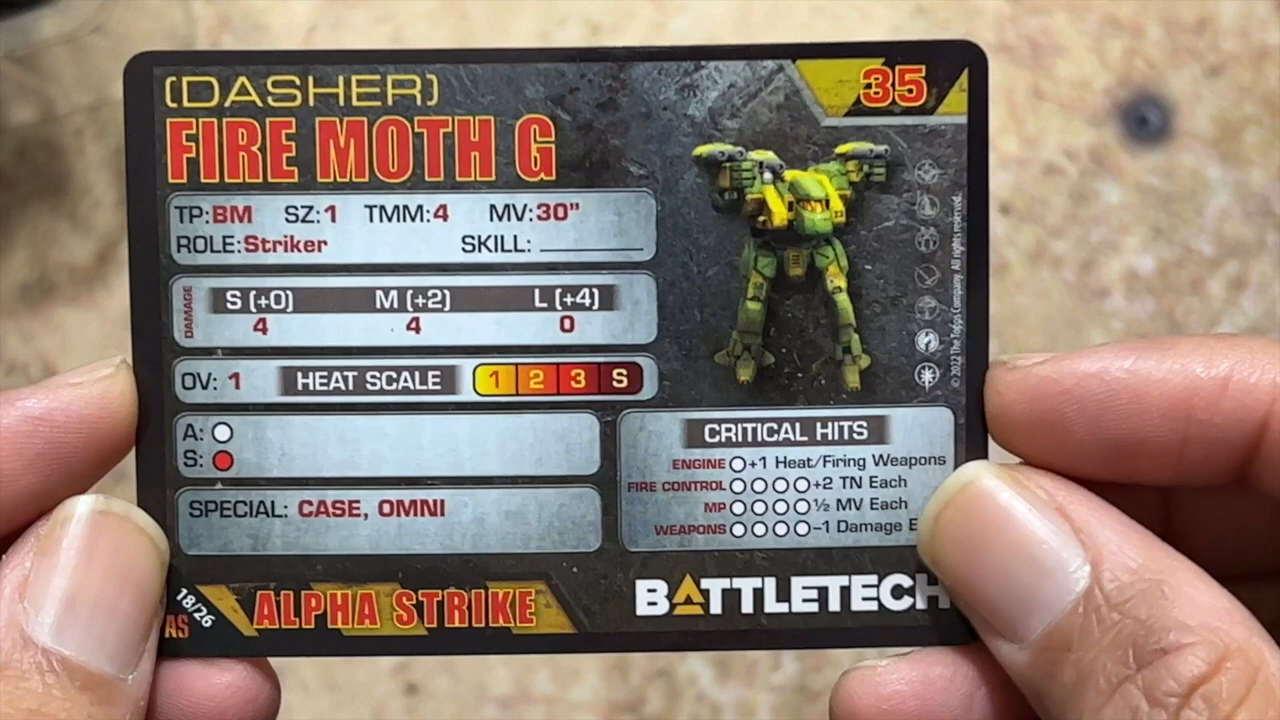 (DASHER)
35
FIRE MOTH G
TP:BM SZ:1 TMM:4 MV:30"
ROLE:Striker SKILL:
DAMAGE
S (+0) M (+2) L (+4)
4 4 0
OV: 1 HEAT SCALE 1 2 3 S
A:
S:
SPECIAL: CASE, OMNI
CRITICAL HITS
ENGINE +1 Heat/Firing Weapons
FIRE CONTROL +2 TN Each
MP ½ MV Each
WEAPONS -1 Damage E
© 2022 The Topps Company. All rights reserved.
AS 18/26
ALPHA STRIKE
BATTLETECH